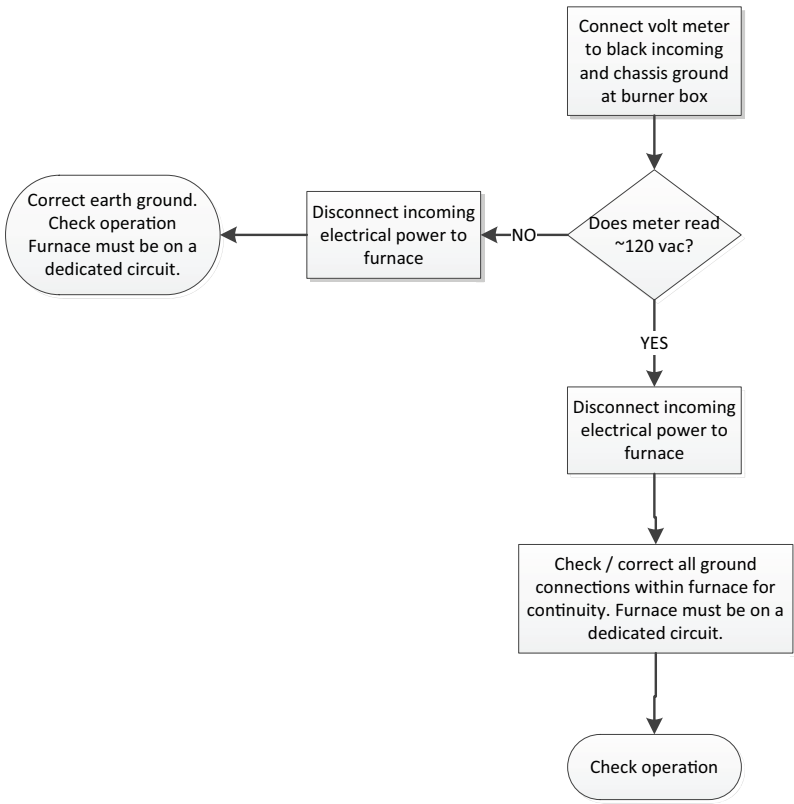 Connect volt meter
to black incoming
and chassis ground
at burner box
Does meter read
~120 vac?
NO
Disconnect incoming
electrical power to
furnace
Correct earth ground.
Check operation
Furnace must be on a
dedicated circuit.
YES
Disconnect incoming
electrical power to
furnace
Check / correct all ground
connections within furnace for
continuity. Furnace must be on a
dedicated circuit.
Check operation